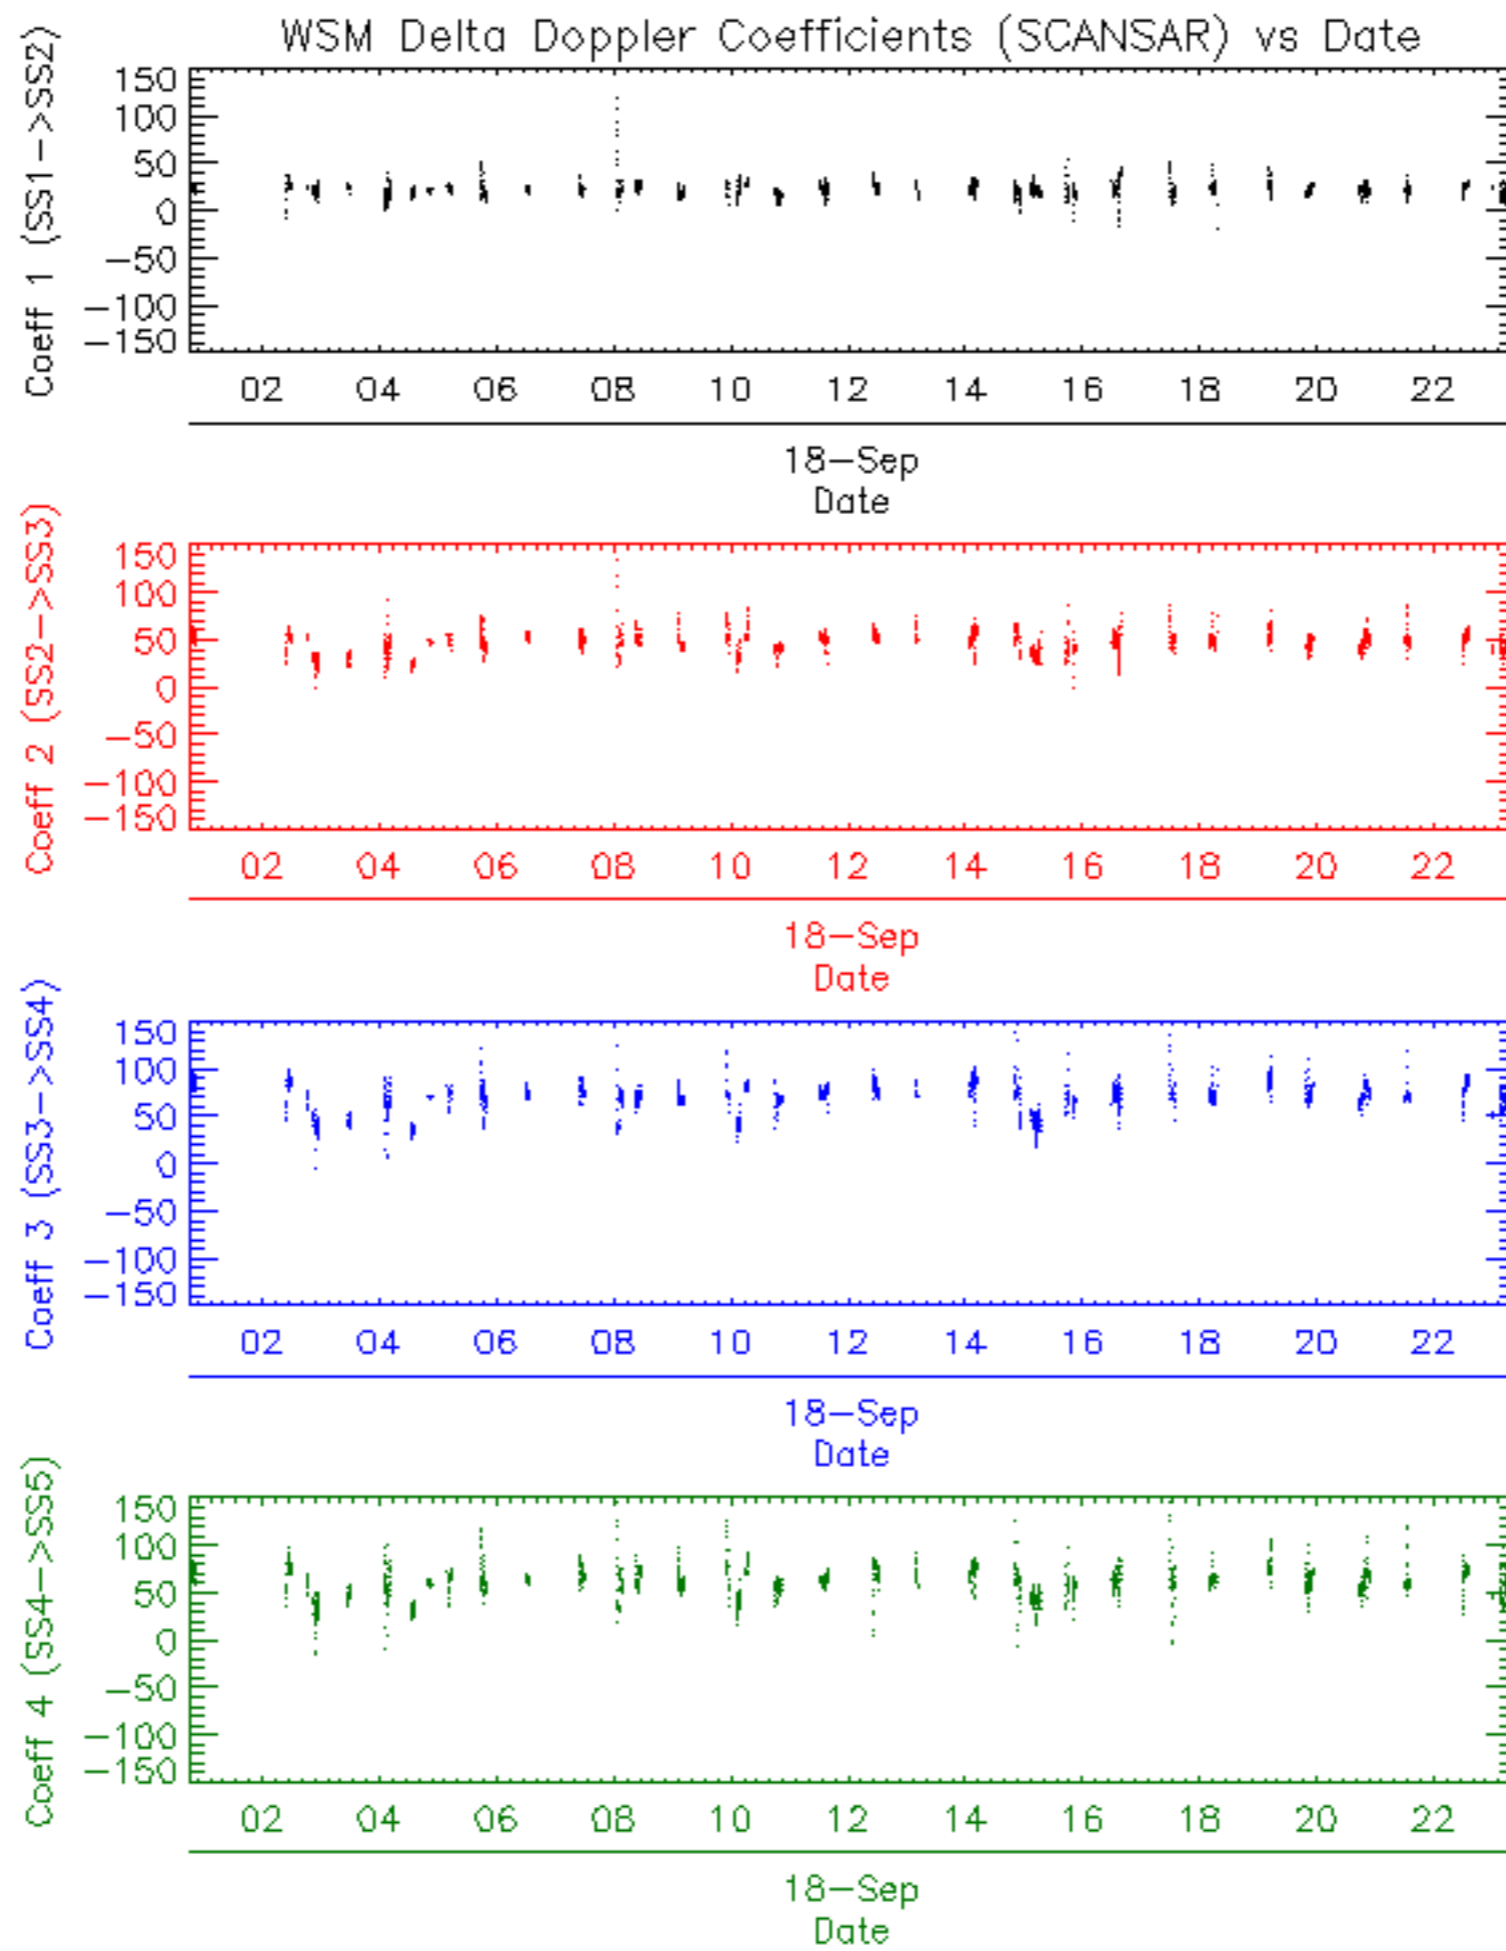 WSM Delta Doppler Coefficients (SCANSAR) vs Date
Coeff 1 (SS1->SS2)
150
100
50
0
-50
-100
-150
02 04 06 08 10 12 14 16 18 20 22
18-Sep
Date
Coeff 2 (SS2->SS3)
150
100
50
0
-50
-100
-150
02 04 06 08 10 12 14 16 18 20 22
18-Sep
Date
Coeff 3 (SS3->SS4)
150
100
50
0
-50
-100
-150
02 04 06 08 10 12 14 16 18 20 22
18-Sep
Date
Coeff 4 (SS4->SS5)
150
100
50
0
-50
-100
-150
02 04 06 08 10 12 14 16 18 20 22
18-Sep
Date